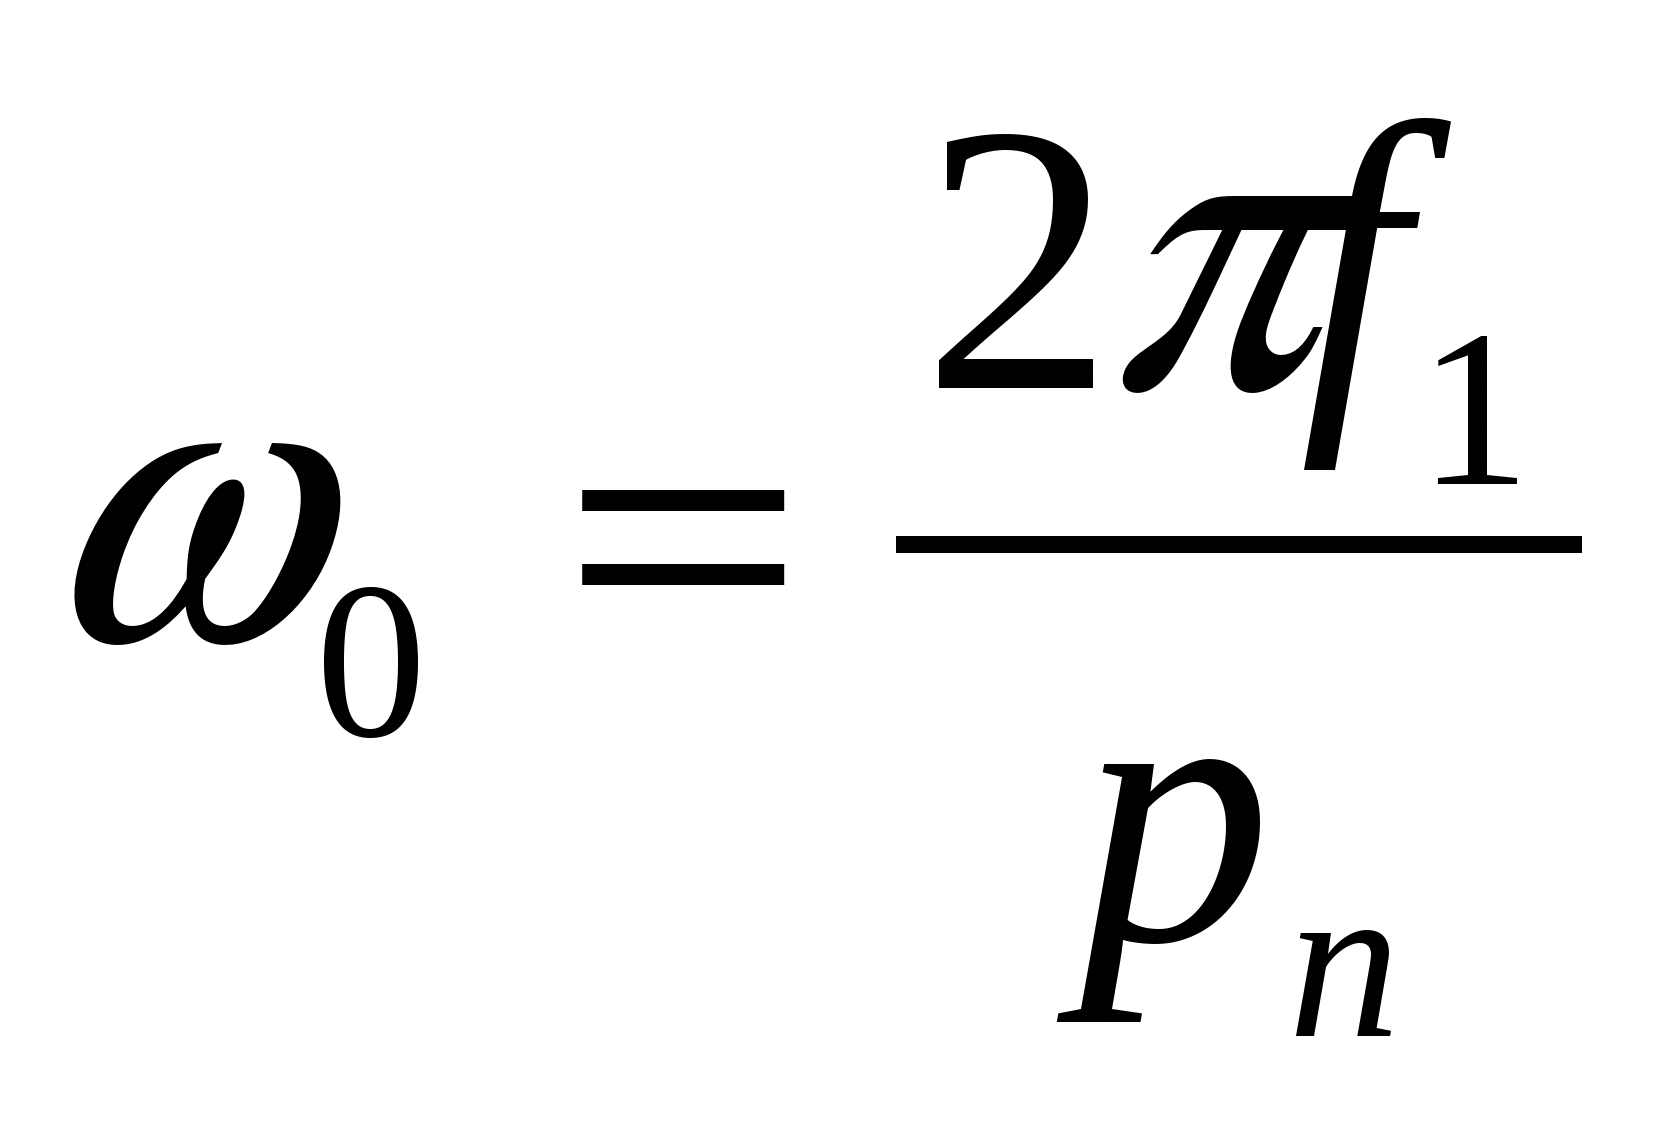 ω₀ = 2πf₁ / pₙ